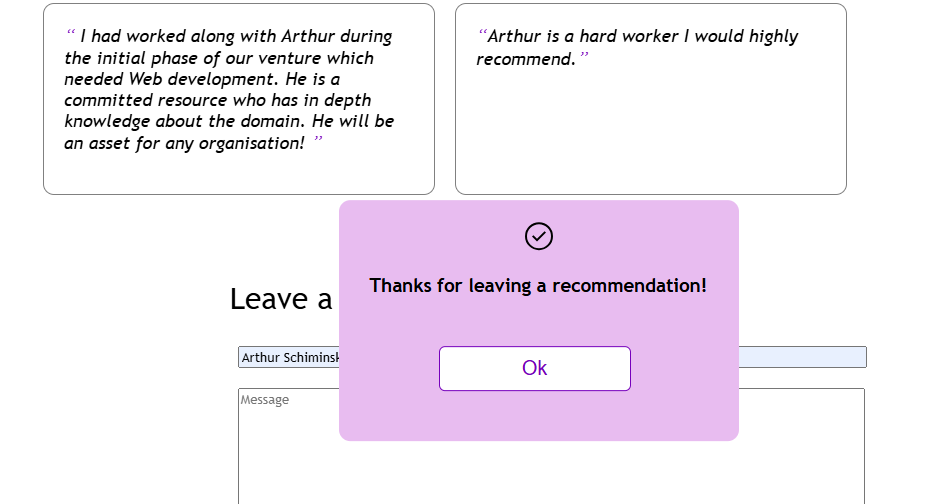 “ I had worked along with Arthur during
the initial phase of our venture which
needed Web development. He is a
committed resource who has in depth
knowledge about the domain. He will be
an asset for any organisation! ”
“Arthur is a hard worker I would highly
recommend.”
Thanks for leaving a recommendation!
Leave a
Ok
Arthur
Message